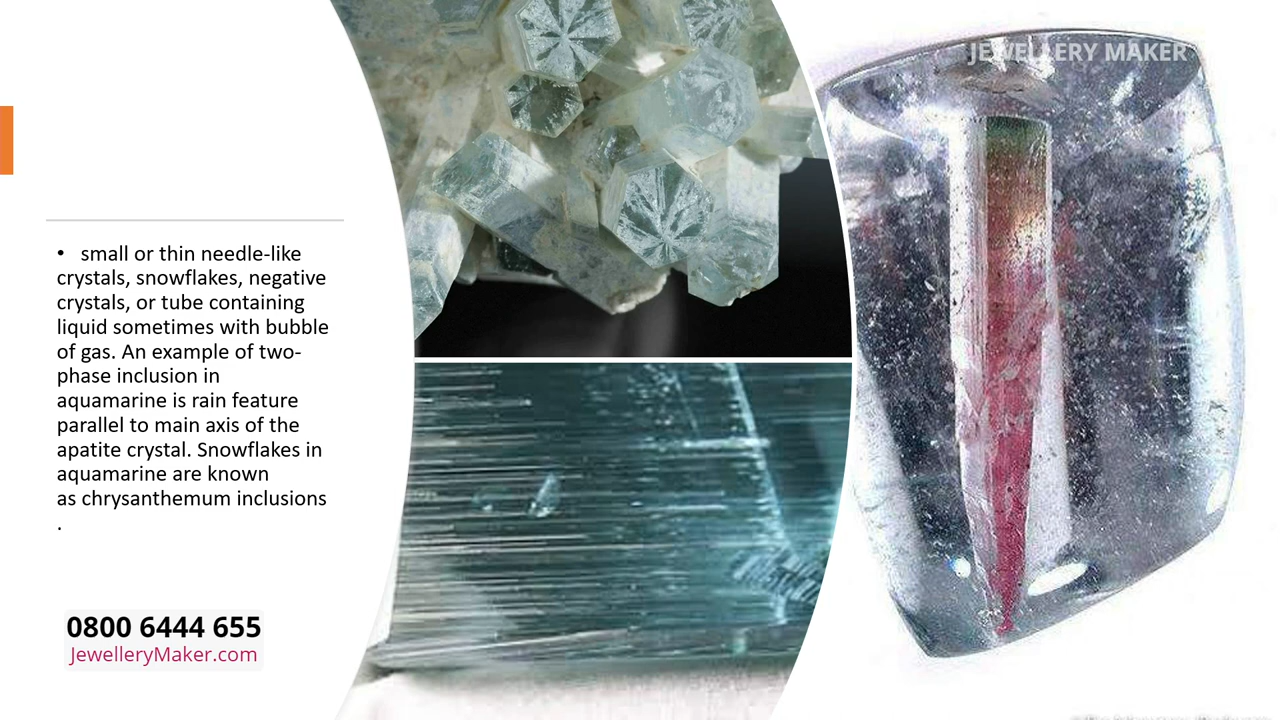 JEWELLERY MAKER
• small or thin needle-like
crystals, snowflakes, negative
crystals, or tube containing
liquid sometimes with bubble
of gas. An example of two-
phase inclusion in
aquamarine is rain feature
parallel to main axis of the
apatite crystal. Snowflakes in
aquamarine are known
as chrysanthemum inclusions
.
0800 6444 655
JewelleryMaker.com